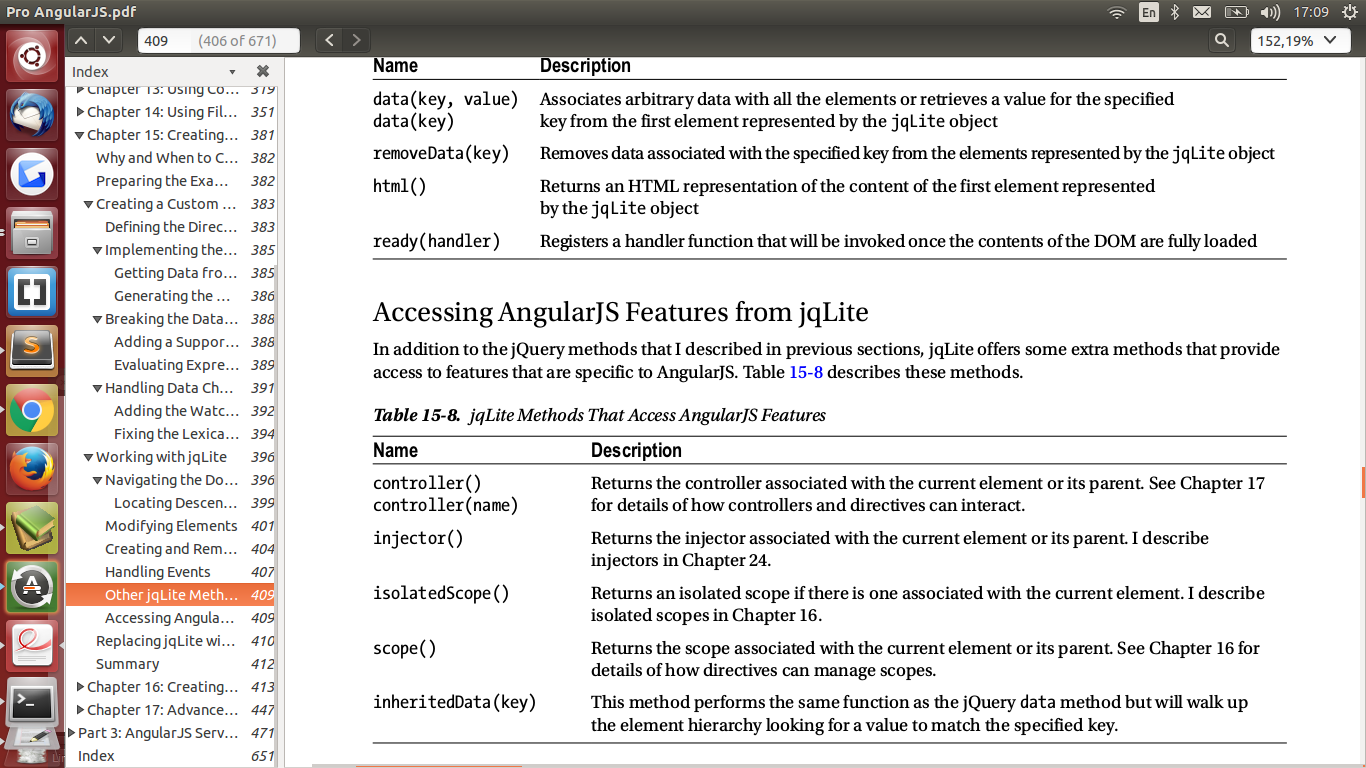 Pro AngularJS.pdf
En
17:09
409 (406 of 671)
152,19%
Index
Chapter 13: Using Co… 319
Chapter 14: Using Fil… 351
Chapter 15: Creating… 381
Why and When to C… 382
Preparing the Exa… 382
Creating a Custom … 383
Defining the Direc… 383
Implementing the… 385
Getting Data fro… 385
Generating the … 386
Breaking the Data… 388
Adding a Suppor… 388
Evaluating Expre… 389
Handling Data Ch… 391
Adding the Watc… 392
Fixing the Lexica… 394
Working with jqLite 396
Navigating the Do… 396
Locating Descen… 399
Modifying Elements 401
Creating and Rem… 404
Handling Events 407
Other jqLite Meth… 409
Accessing Angula… 409
Replacing jqLite wi… 410
Summary 412
Chapter 16: Creating… 413
Chapter 17: Advance… 447
Part 3: AngularJS Serv… 471
Index 651
Name Description
data(key, value) Associates arbitrary data with all the elements or retrieves a value for the specified
data(key) key from the first element represented by the jqLite object
removeData(key) Removes data associated with the specified key from the elements represented by the jqLite object
html() Returns an HTML representation of the content of the first element represented
by the jqLite object
ready(handler) Registers a handler function that will be invoked once the contents of the DOM are fully loaded
Accessing AngularJS Features from jqLite
In addition to the jQuery methods that I described in previous sections, jqLite offers some extra methods that provide
access to features that are specific to AngularJS. Table 15-8 describes these methods.
Table 15-8. jqLite Methods That Access AngularJS Features
Name Description
controller() Returns the controller associated with the current element or its parent. See Chapter 17
controller(name) for details of how controllers and directives can interact.
injector() Returns the injector associated with the current element or its parent. I describe
injectors in Chapter 24.
isolatedScope() Returns an isolated scope if there is one associated with the current element. I describe
isolated scopes in Chapter 16.
scope() Returns the scope associated with the current element or its parent. See Chapter 16 for
details of how directives can manage scopes.
inheritedData(key) This method performs the same function as the jQuery data method but will walk up
the element hierarchy looking for a value to match the specified key.